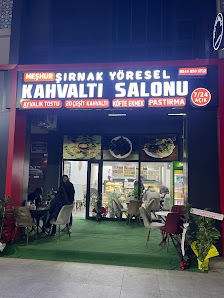 MEŞHUR ŞIRNAK YÖRESEL
KAHVALTI SALONU
AYVALIK TOSTU 20 ÇEŞİT KAHVALTI KÖFTE EKMEK PASTIRMA
7/24
AÇIK